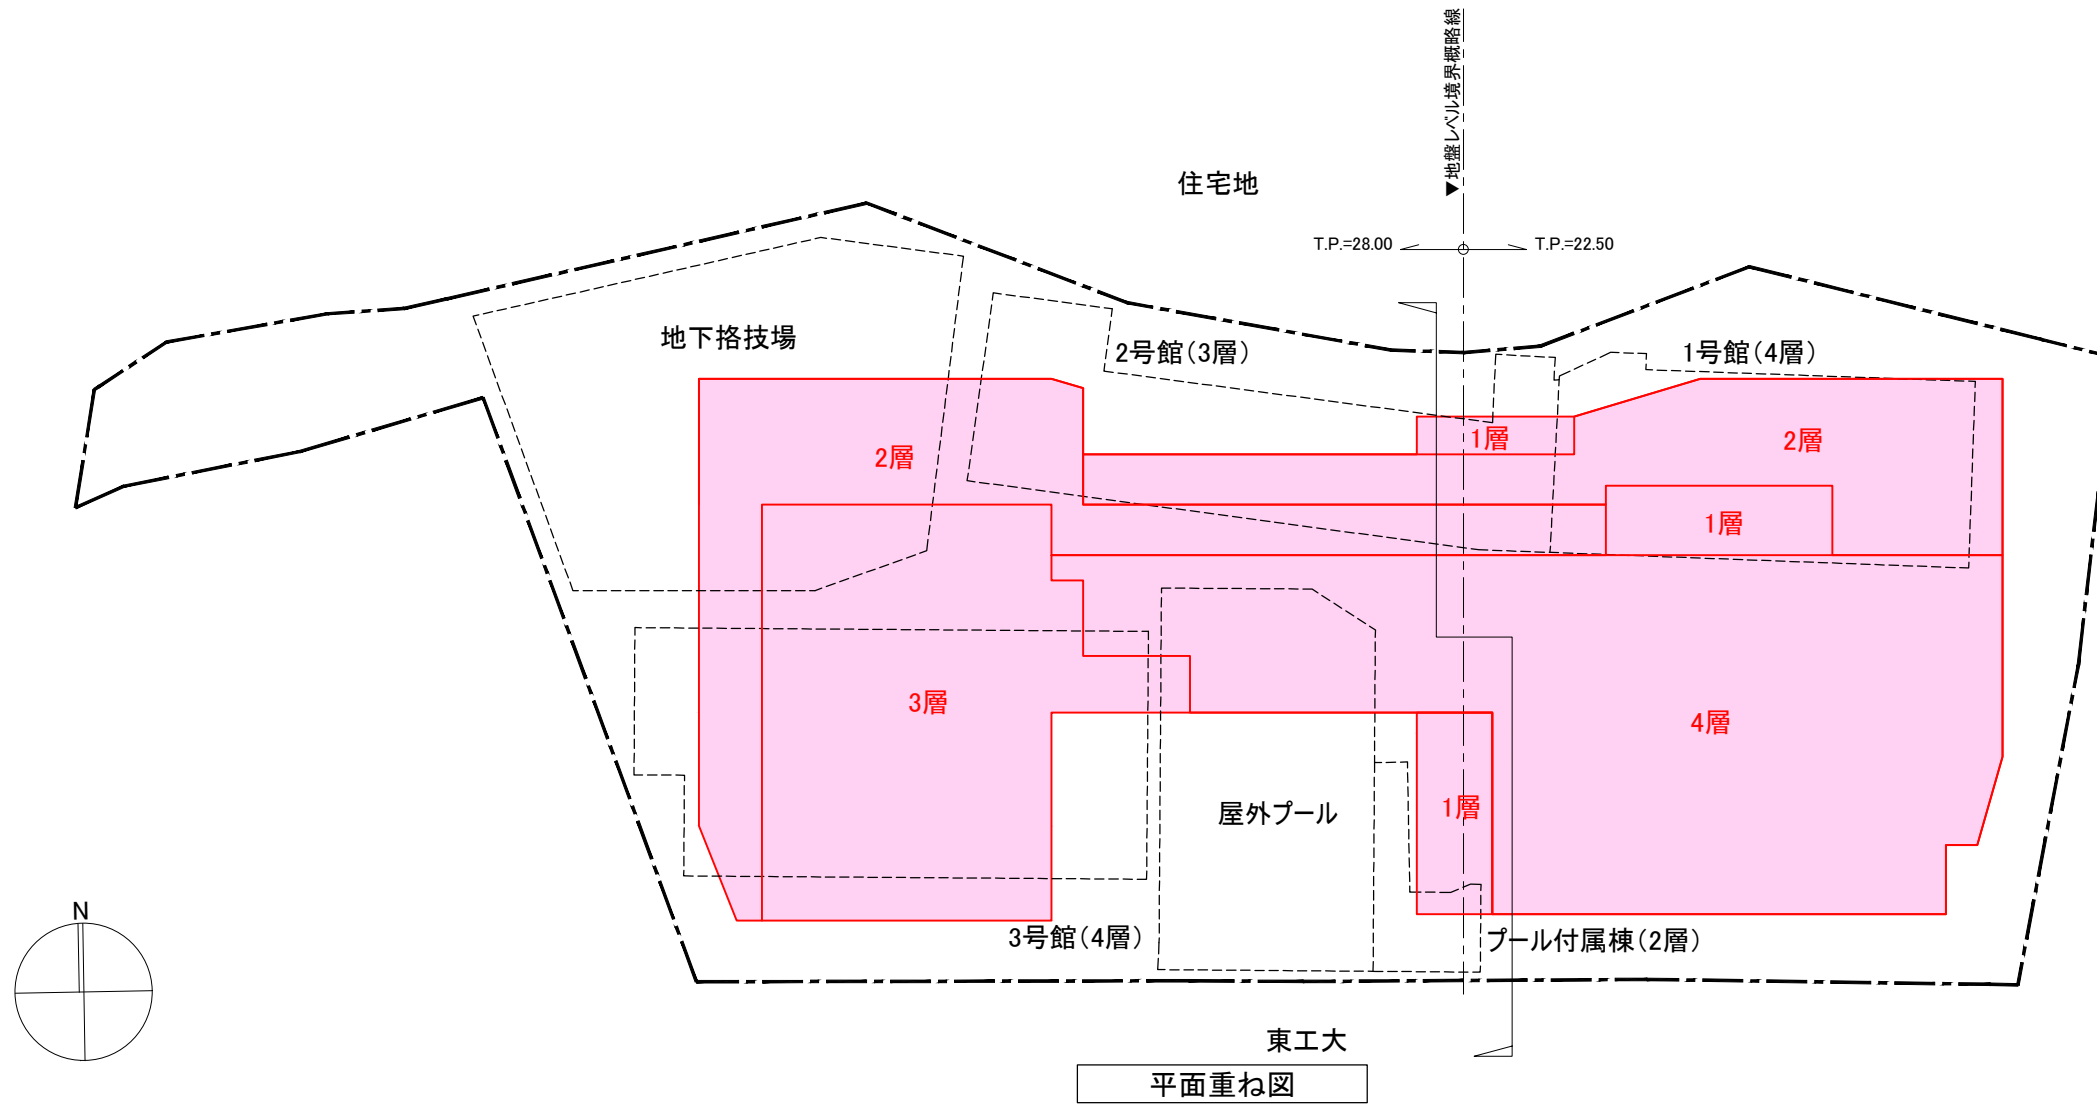 ▼地盤レベル境界概略線
住宅地
T.P.=28.00
T.P.=22.50
地下挌技場
2号館(3層)
1号館(4層)
2層
1層
2層
1層
3層
4層
1層
屋外プール
N
3号館(4層)
プール付属棟(2層)
東工大
平面重ね図